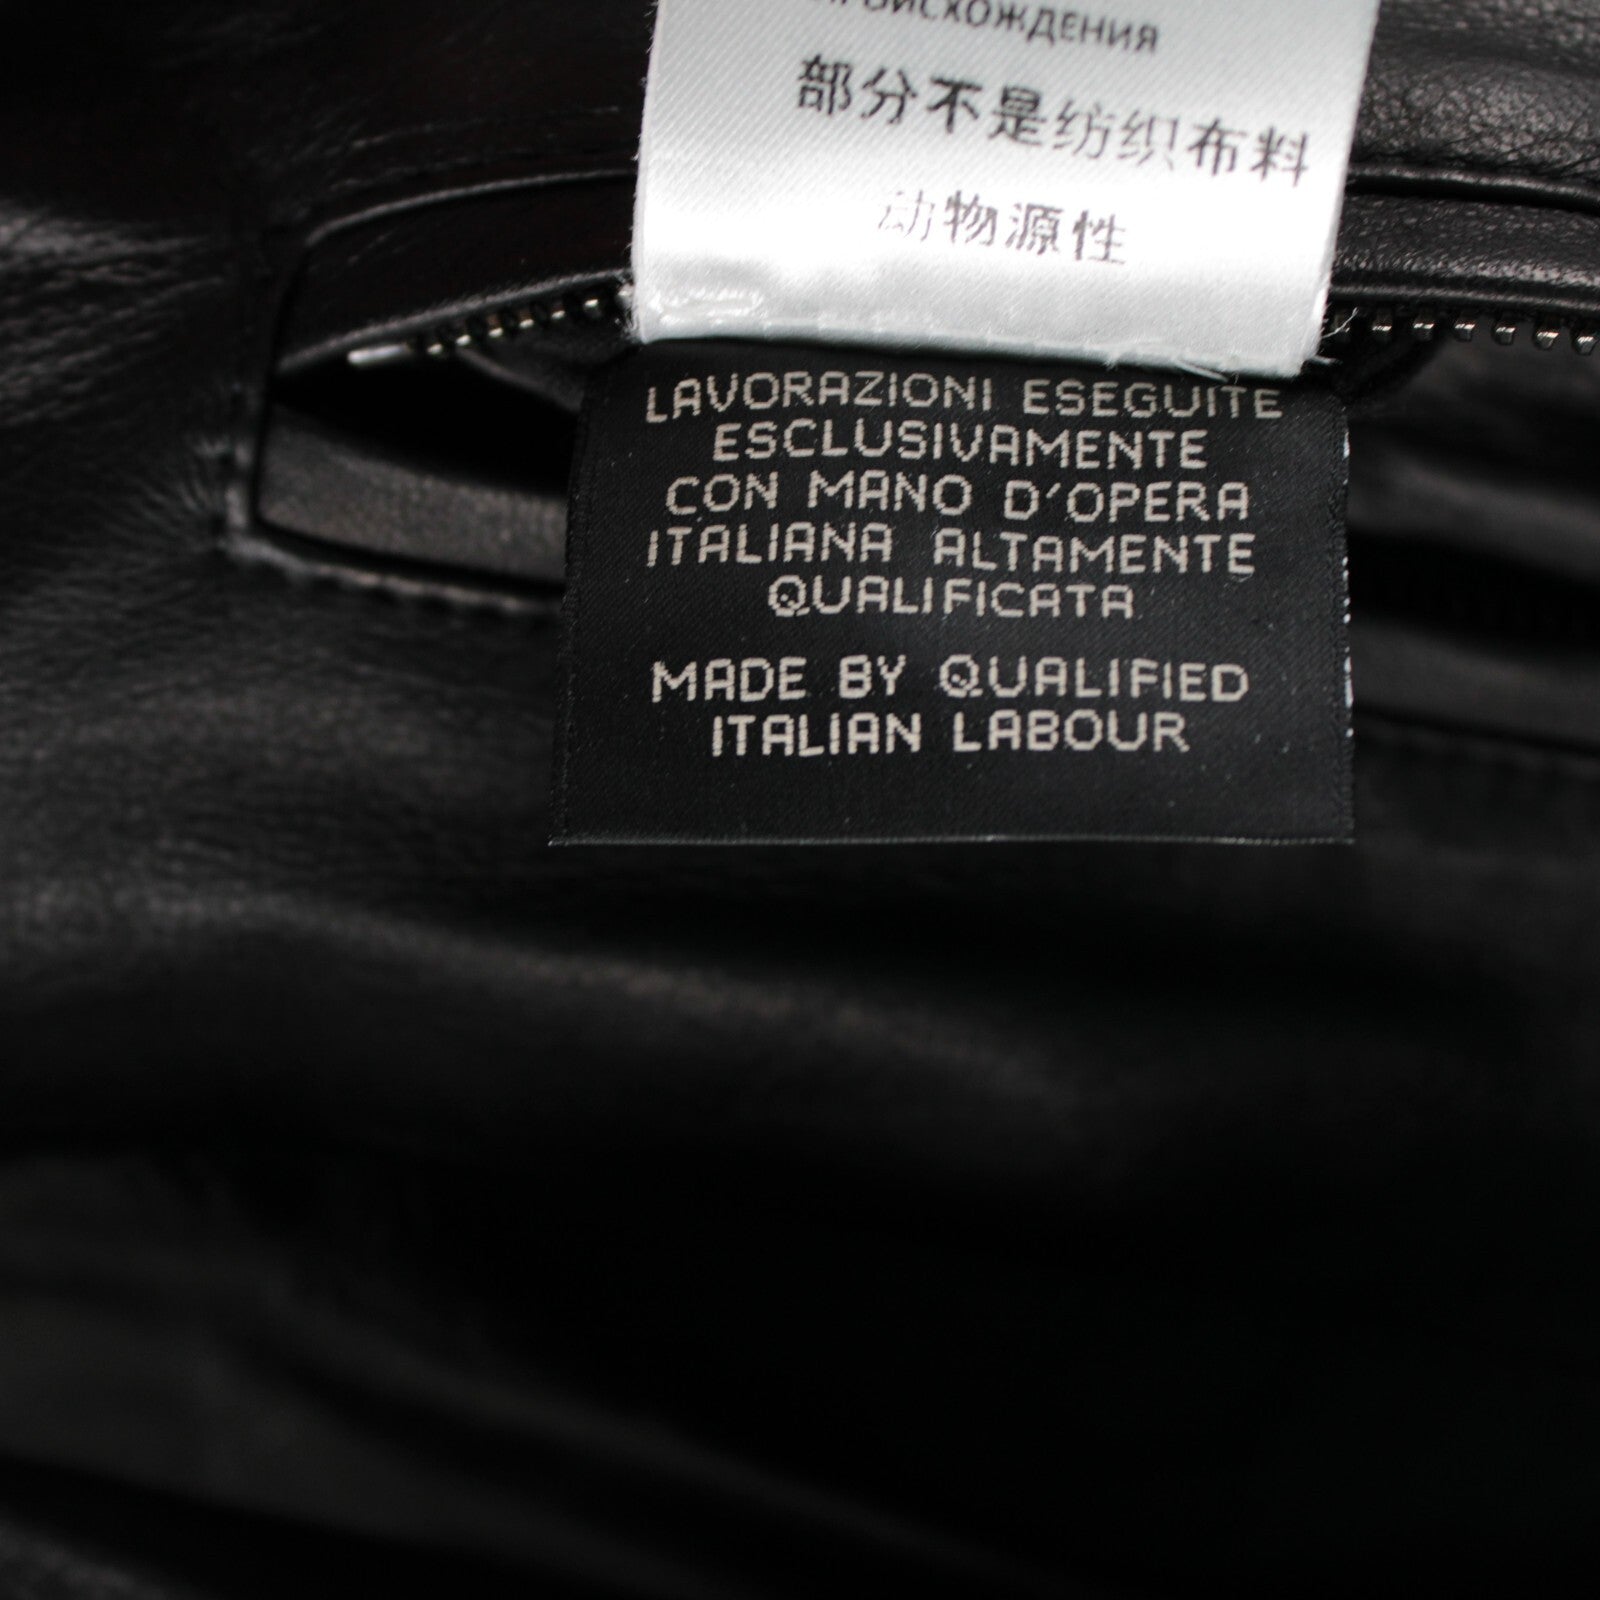 происхождения
部分不是纺织布料
动物源性
LAVORAZIONI ESEGUITE
ESCLUSIVAMENTE
CON MANO D'OPERA
ITALIANA ALTAMENTE
QUALIFICATA
MADE BY QUALIFIED
ITALIAN LABOUR